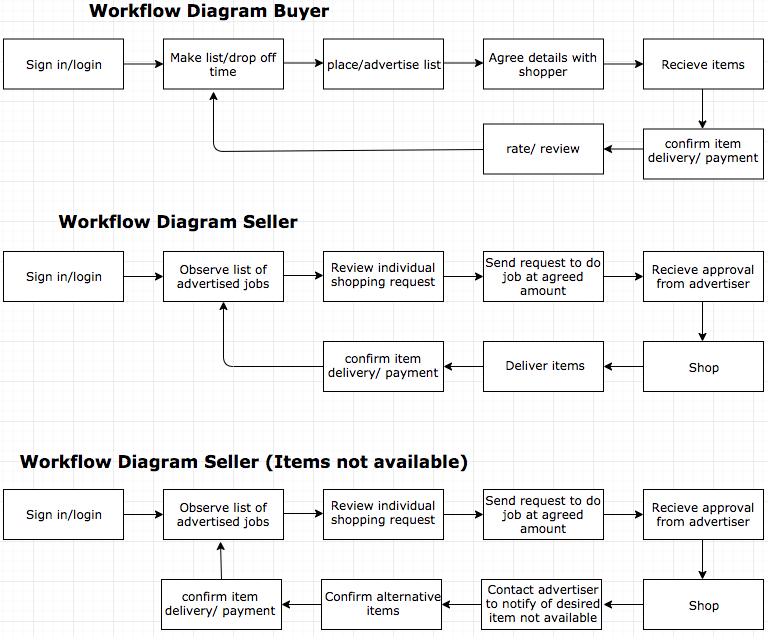 Workflow Diagram Buyer
Sign in/login
Make list/drop off
time
place/advertise list
Agree details with
shopper
Recieve items
rate/ review
confirm item
delivery/ payment
Workflow Diagram Seller
Sign in/login
Observe list of
advertised jobs
Review individual
shopping request
Send request to do
job at agreed
amount
Recieve approval
from advertiser
confirm item
delivery/ payment
Deliver items
Shop
Workflow Diagram Seller (Items not available)
Sign in/login
Observe list of
advertised jobs
Review individual
shopping request
Send request to do
job at agreed
amount
Recieve approval
from advertiser
confirm item
delivery/ payment
Confirm alternative
items
Contact advertiser
to notify of desired
item not available
Shop